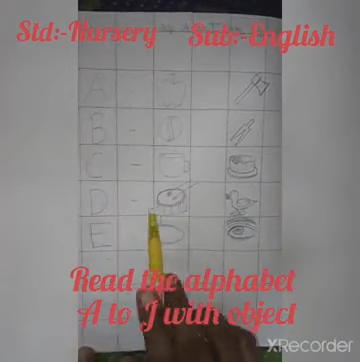 Std:-Nursery Sub:-English
A -
B -
C -
D -
E -
Read the alphabet
A to J with object
XRecorder